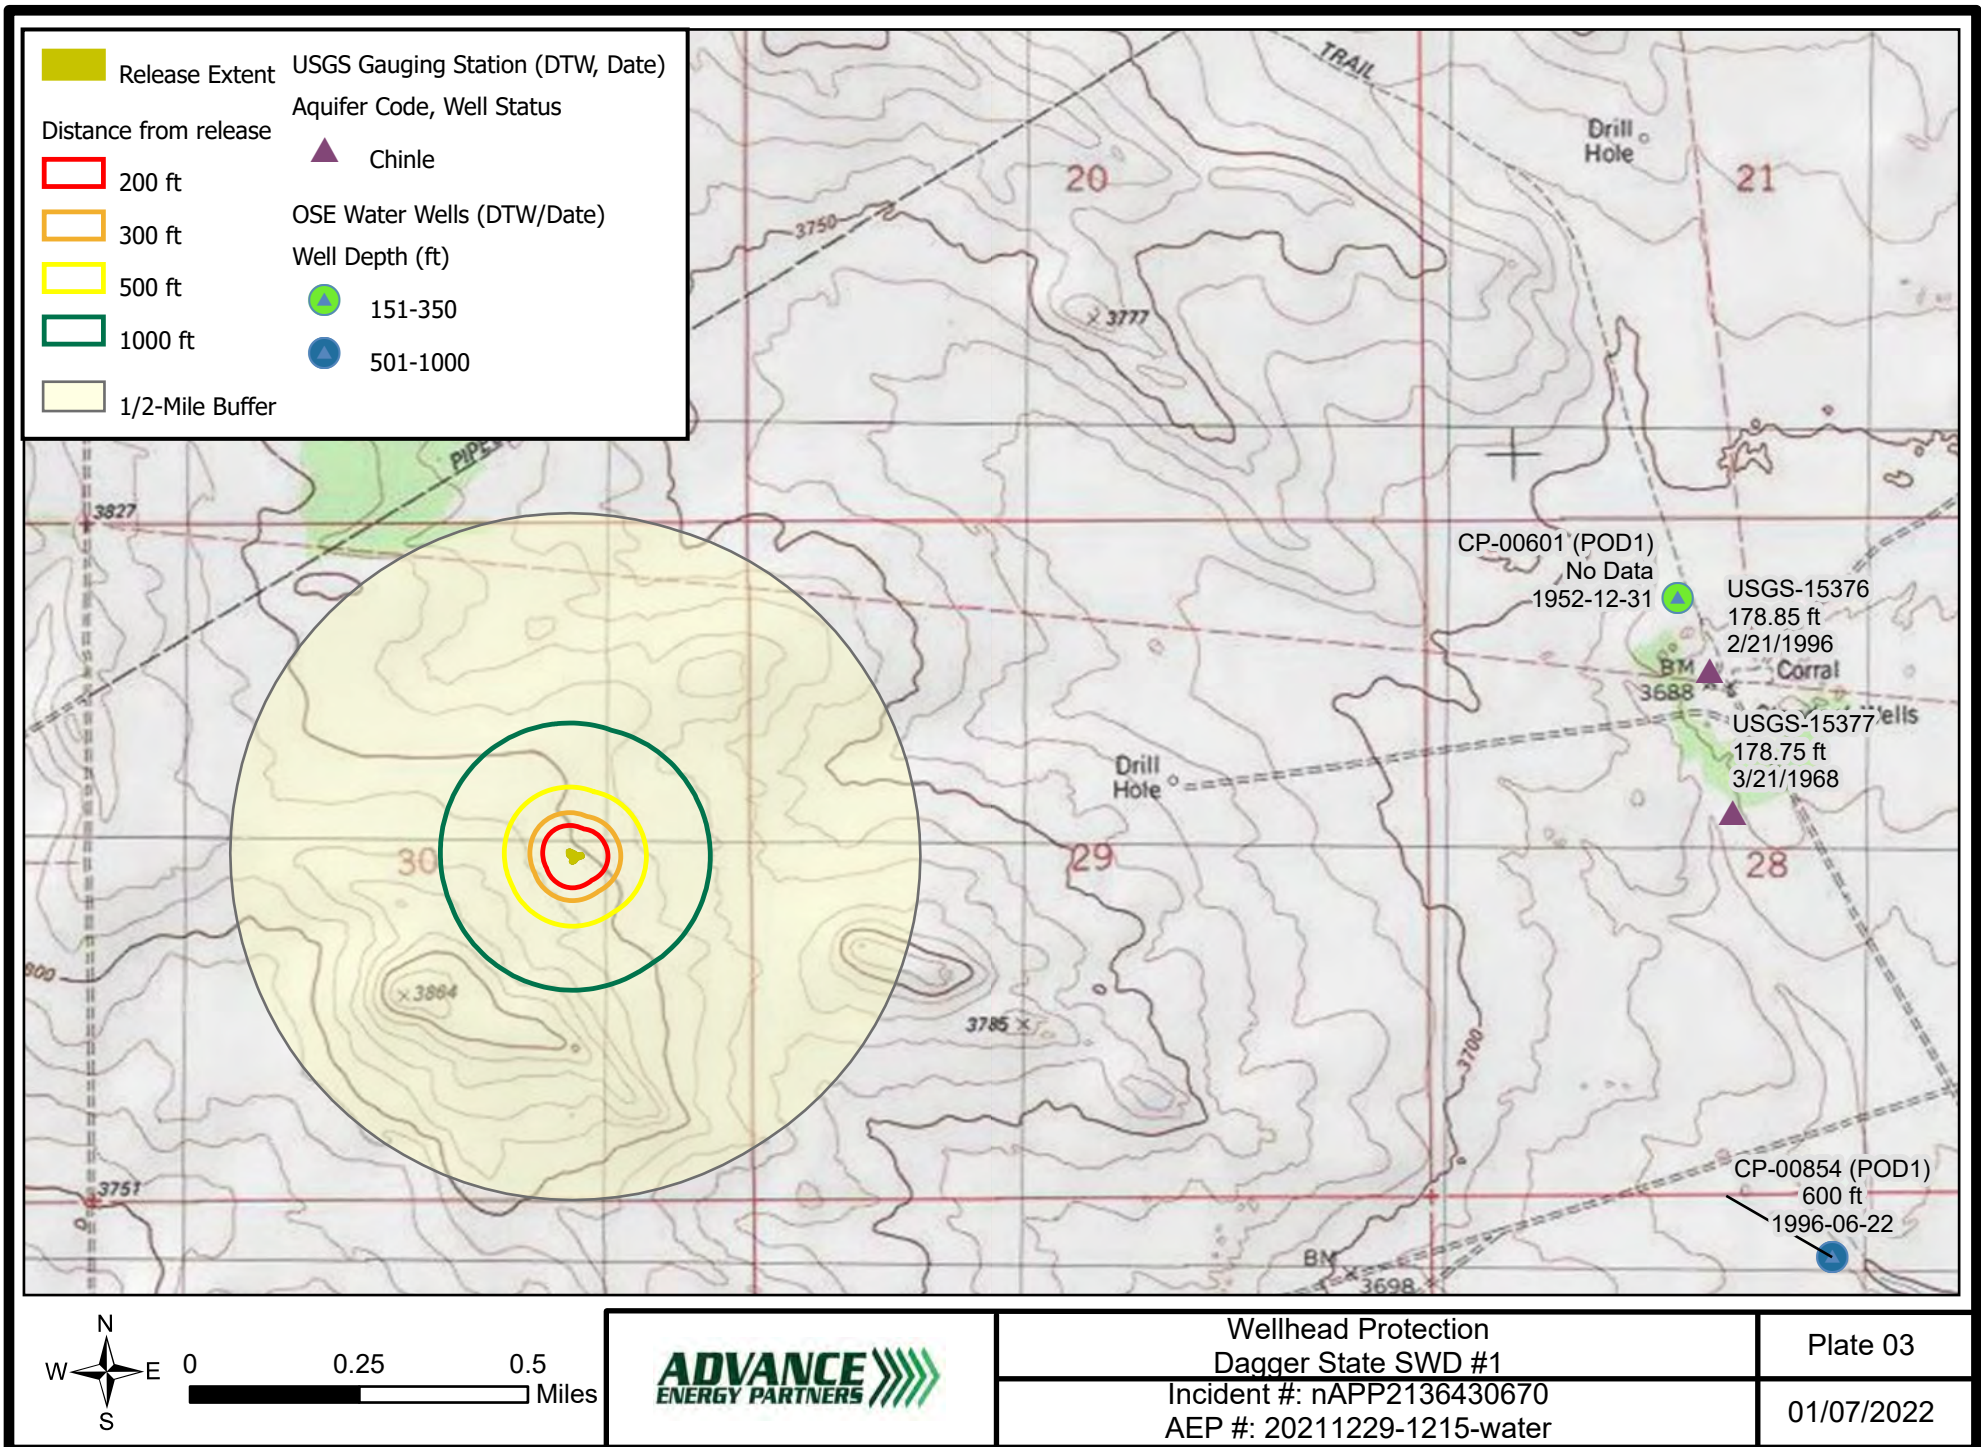 Release Extent
Distance from release
200 ft
300 ft
500 ft
1000 ft
1/2-Mile Buffer
USGS Gauging Station (DTW, Date)
Aquifer Code, Well Status
Chinle
OSE Water Wells (DTW/Date)
Well Depth (ft)
151-350
501-1000
TRAIL
Drill
Hole
20
21
3750
3777
3827
CP-00601 (POD1)
No Data
1952-12-31
USGS-15376
178.85 ft
2/21/1996
BM
3688
Corral
Wells
USGS-15377
178.75 ft
3/21/1968
Drill
Hole
30
29
28
3864
3785
3700
3751
CP-00854 (POD1)
600 ft
1996-06-22
BM
3698
N
W E
S
0 0.25 0.5
Miles
ADVANCE
ENERGY PARTNERS
Wellhead Protection
Dagger State SWD #1
Incident #: nAPP2136430670
AEP #: 20211229-1215-water
Plate 03
01/07/2022